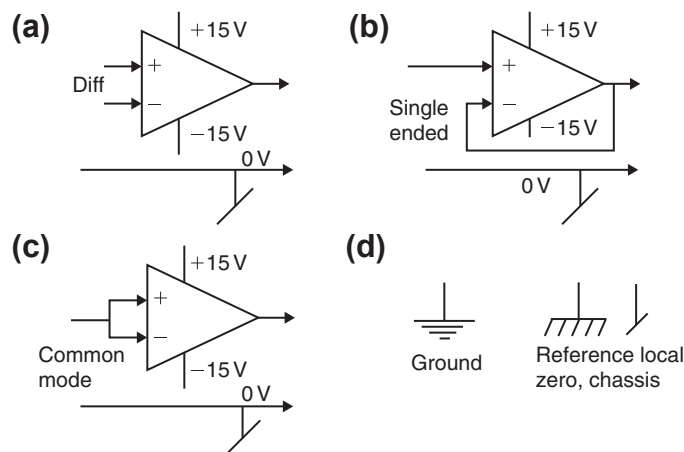 (a)
+15 V
Diff
+
−
−15 V
0 V
(b)
+15 V
+
−
Single
ended
−15 V
0 V
(c)
+15 V
+
−
Common
mode
−15 V
0 V
(d)
Ground
Reference local
zero, chassis